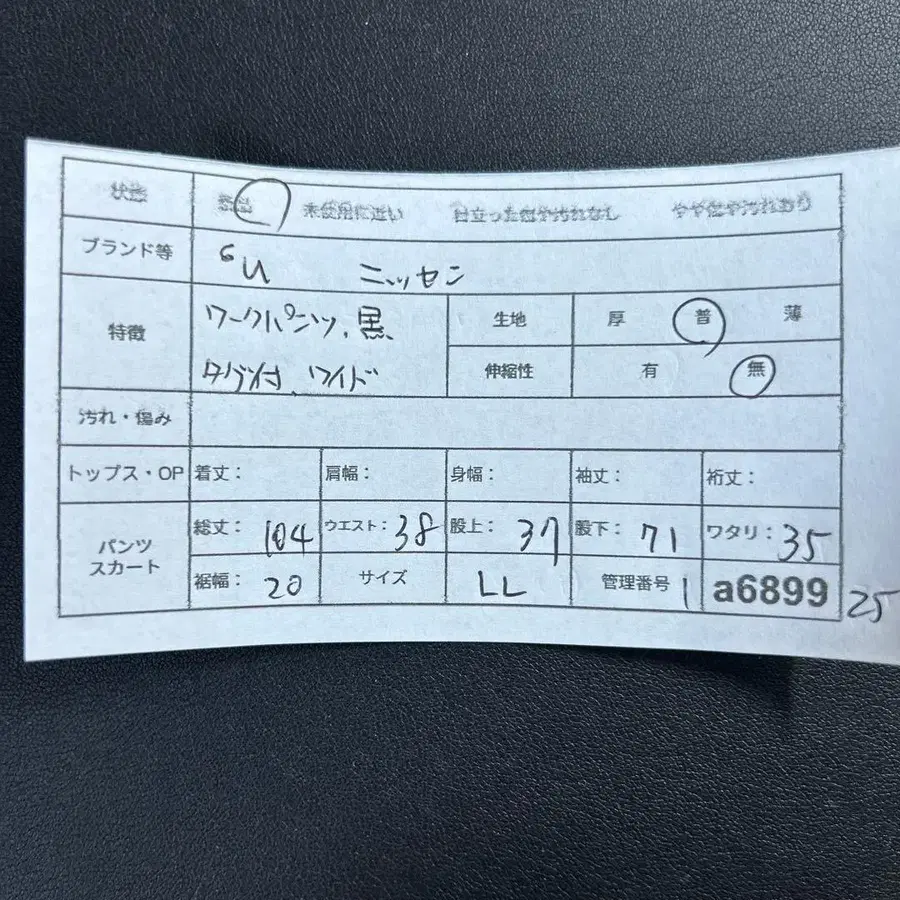 状態 新品 未使用に近い 目立った傷や汚れなし やや傷や汚れあり
ブランド等 GU ニッセン
特徴 ワークパンツ、黒 生地 厚 普 薄
タグ付、ワイド 伸縮性 有 無
汚れ・傷み
トップス・OP 着丈: 肩幅: 身幅: 袖丈: 裄丈:
パンツ スカート 総丈: 104 ウエスト: 38 股上: 37 股下: 71 ワタリ: 35
裾幅: 20 サイズ LL 管理番号 1 a6899 25